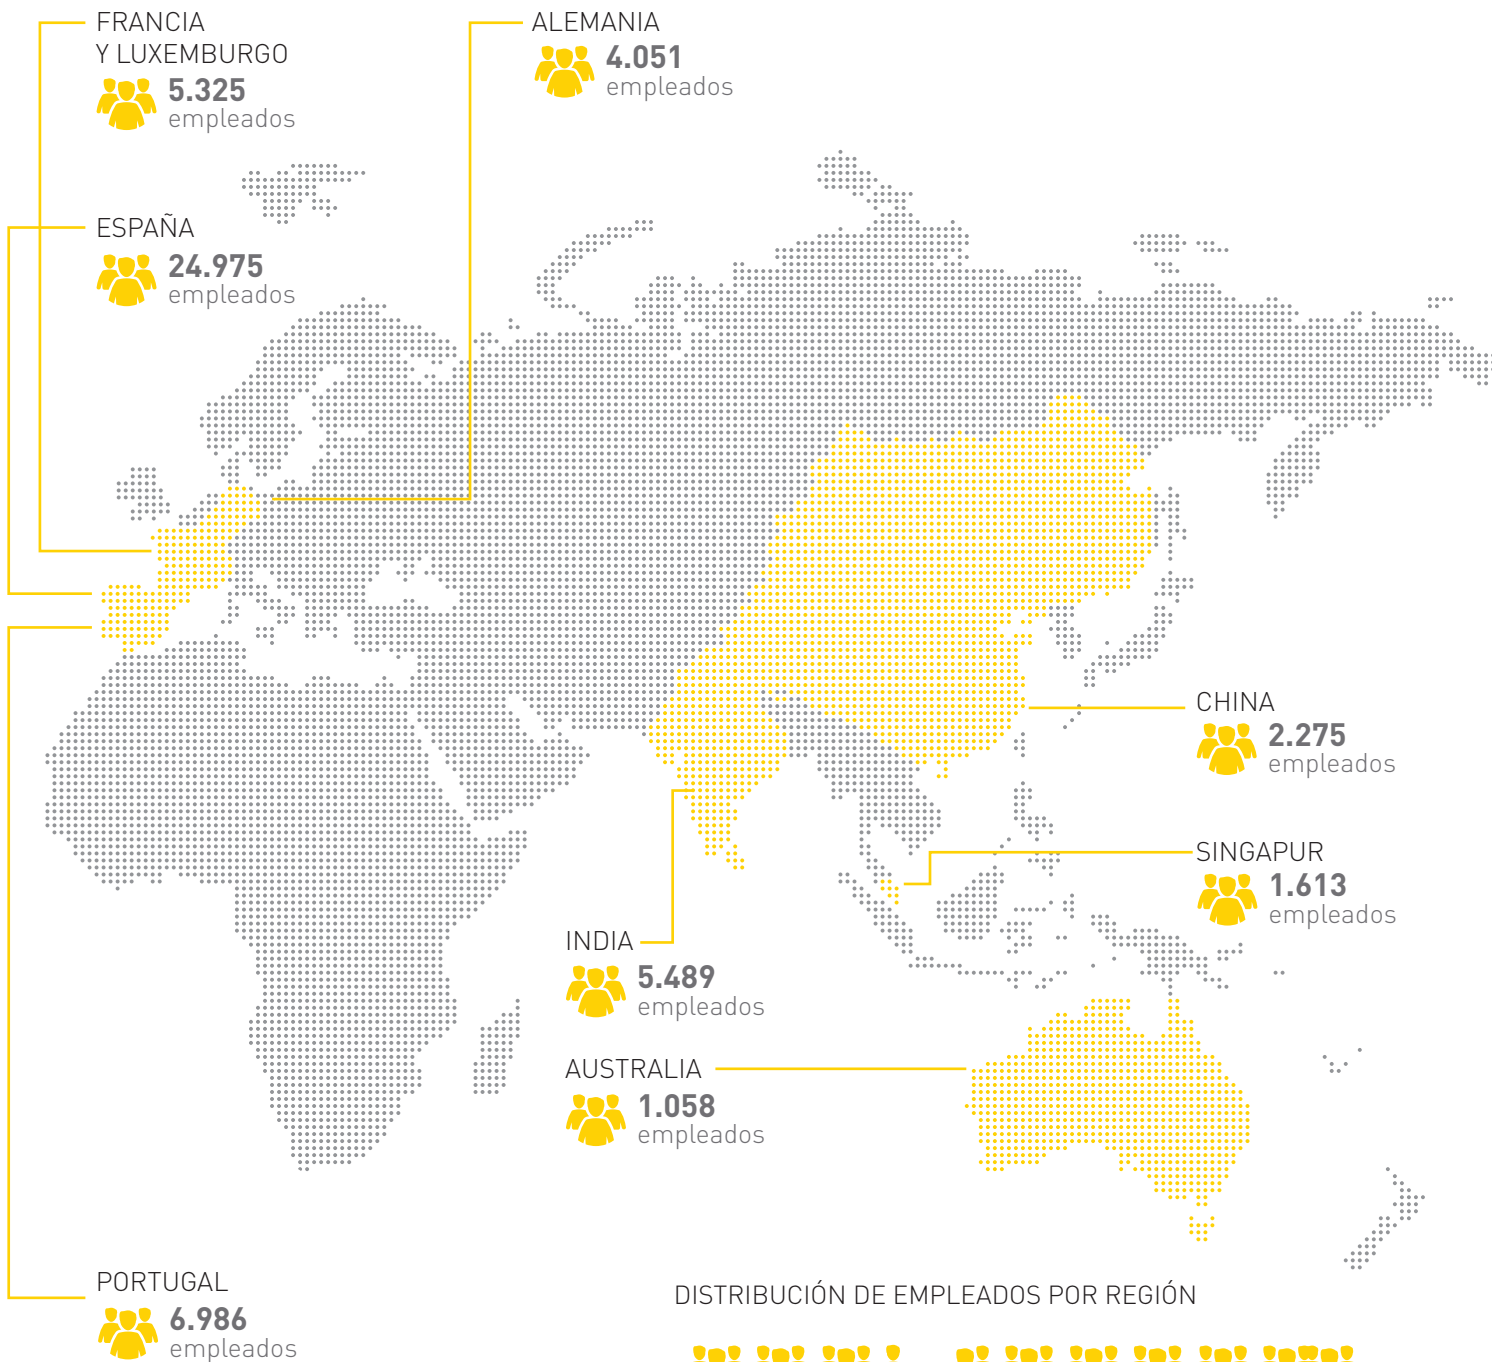 FRANCIA
Y LUXEMBURGO
5.325
empleados
ALEMANIA
4.051
empleados
ESPAÑA
24.975
empleados
CHINA
2.275
empleados
SINGAPUR
1.613
empleados
INDIA
5.489
empleados
AUSTRALIA
1.058
empleados
PORTUGAL
6.986
empleados
DISTRIBUCIÓN DE EMPLEADOS POR REGIÓN